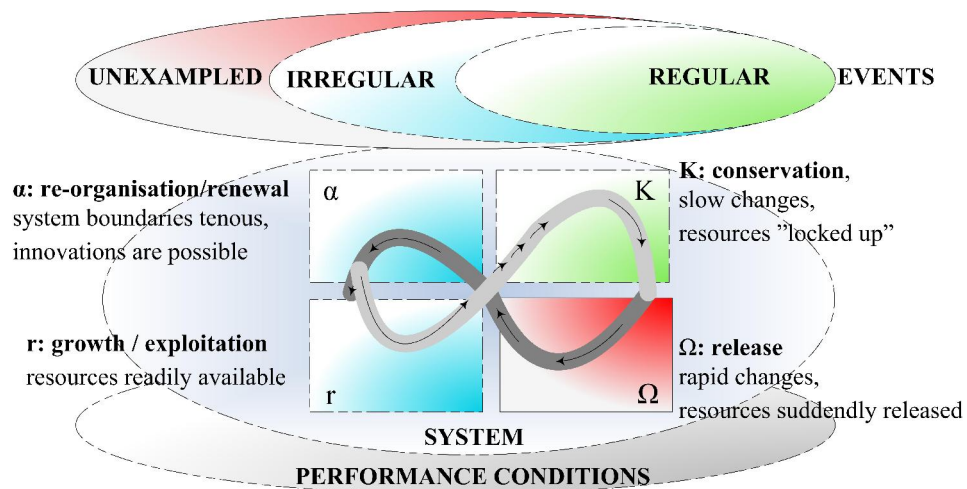 UNEXAMPLED IRREGULAR REGULAR EVENTS
α: re-organisation/renewal
system boundaries tenous,
innovations are possible
α
K
K: conservation,
slow changes,
resources ”locked up”
r: growth / exploitation
resources readily available
r
Ω
Ω: release
rapid changes,
resources suddendly released
SYSTEM
PERFORMANCE CONDITIONS